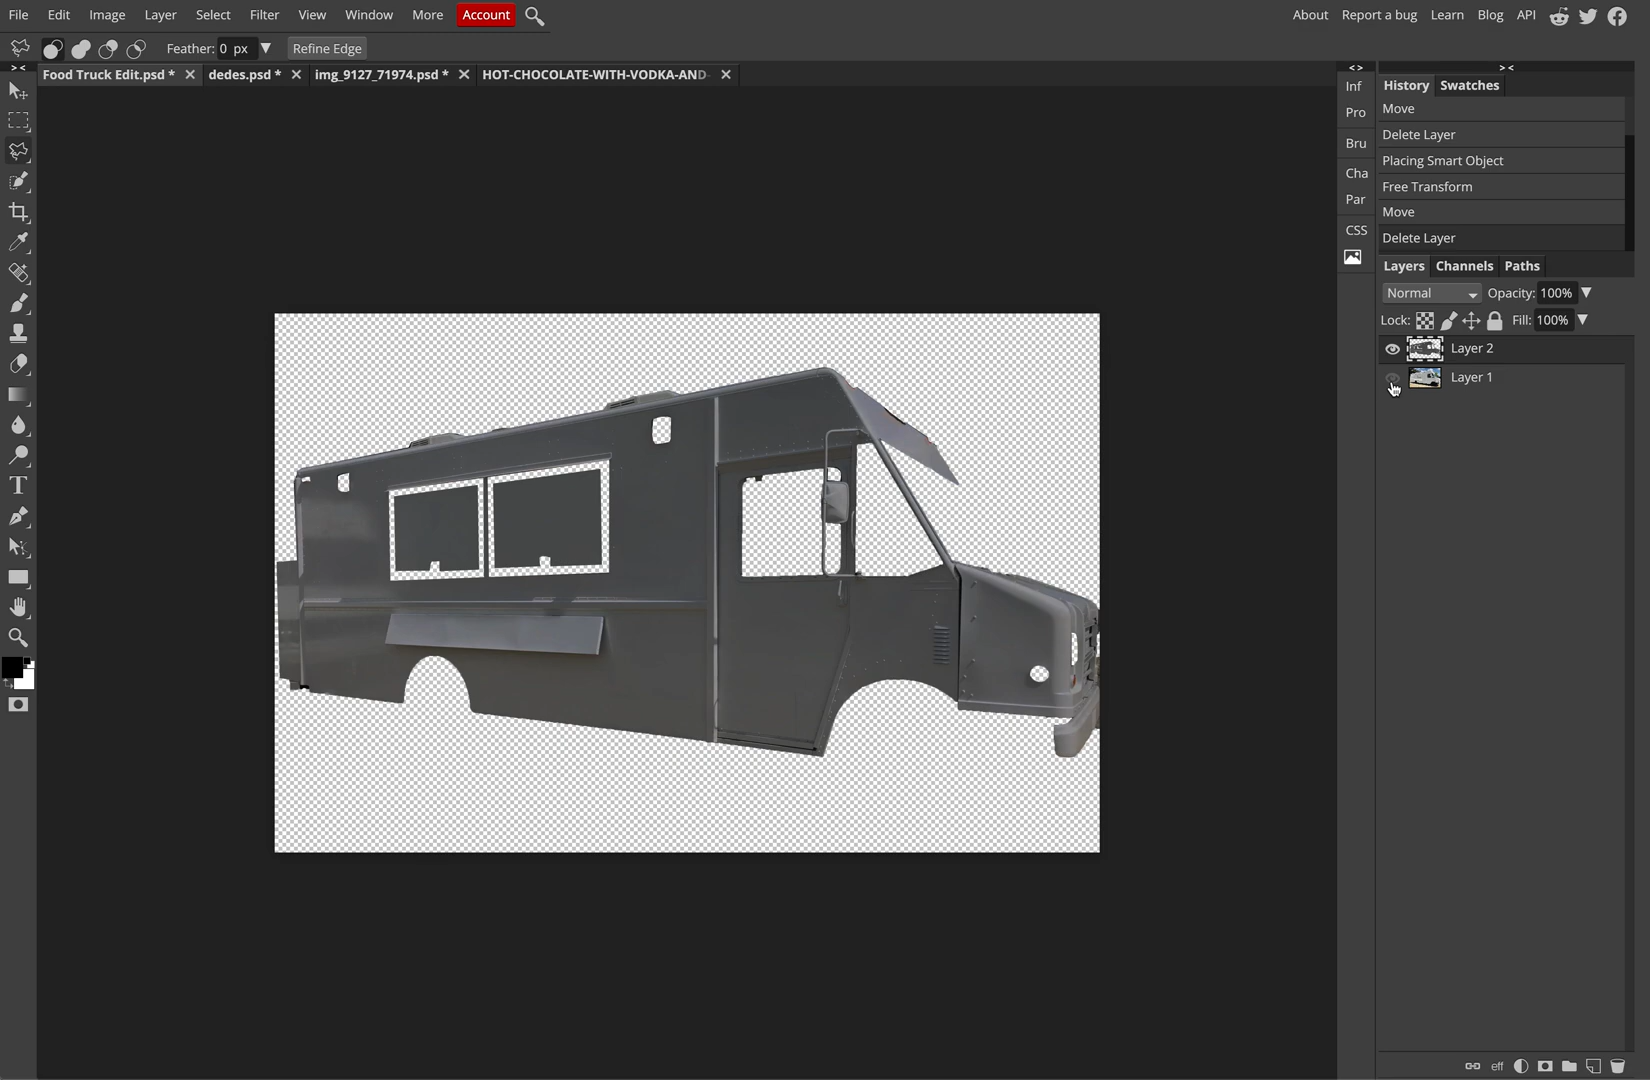 File Edit Image Layer Select Filter View Window More Account
About Report a bug Learn Blog API
Feather: 0 px Refine Edge
Food Truck Edit.psd * dedes.psd * img_9127_71974.psd * HOT-CHOCOLATE-WITH-VODKA-AND-
Inf
Pro
Bru
Cha
Par
CSS
History Swatches
Move
Delete Layer
Placing Smart Object
Free Transform
Move
Delete Layer
Layers Channels Paths
Normal Opacity: 100%
Lock: Fill: 100%
Layer 2
Layer 1
eff